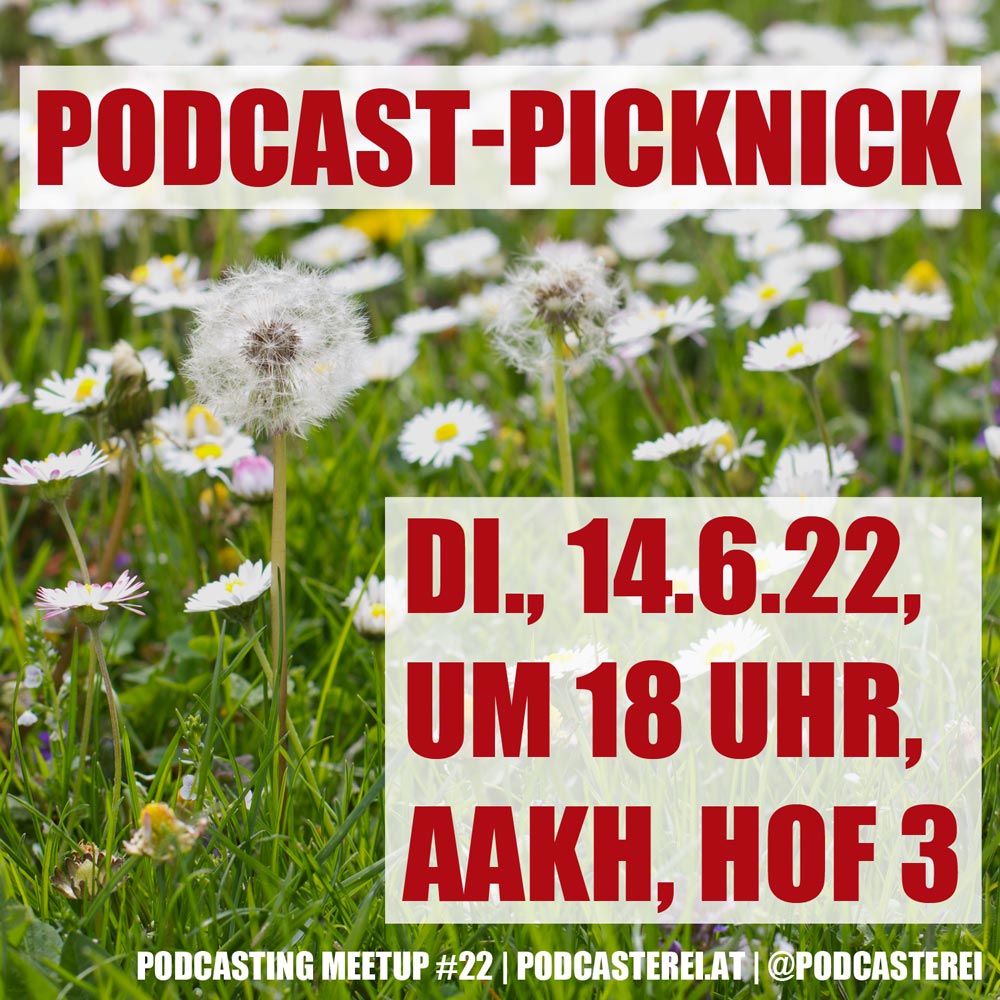 PODCAST-PICKNICK
DI., 14.6.22,
UM 18 UHR,
AAKH, HOF 3
PODCASTING MEETUP #22 | PODCASTEREI.AT | @PODCASTEREI